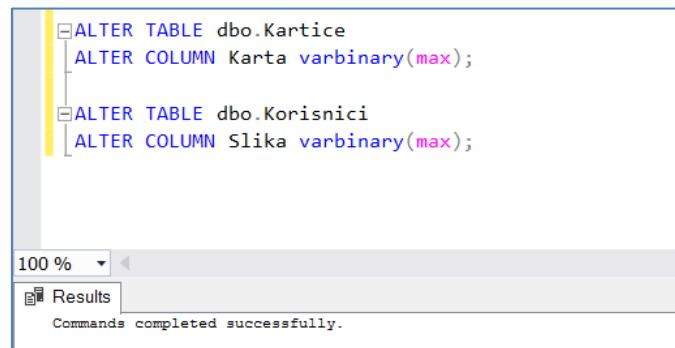 ALTER TABLE dbo.Kartice
ALTER COLUMN Karta varbinary(max);
ALTER TABLE dbo.Korisnici
ALTER COLUMN Slika varbinary(max);
100 %
Results
Commands completed successfully.